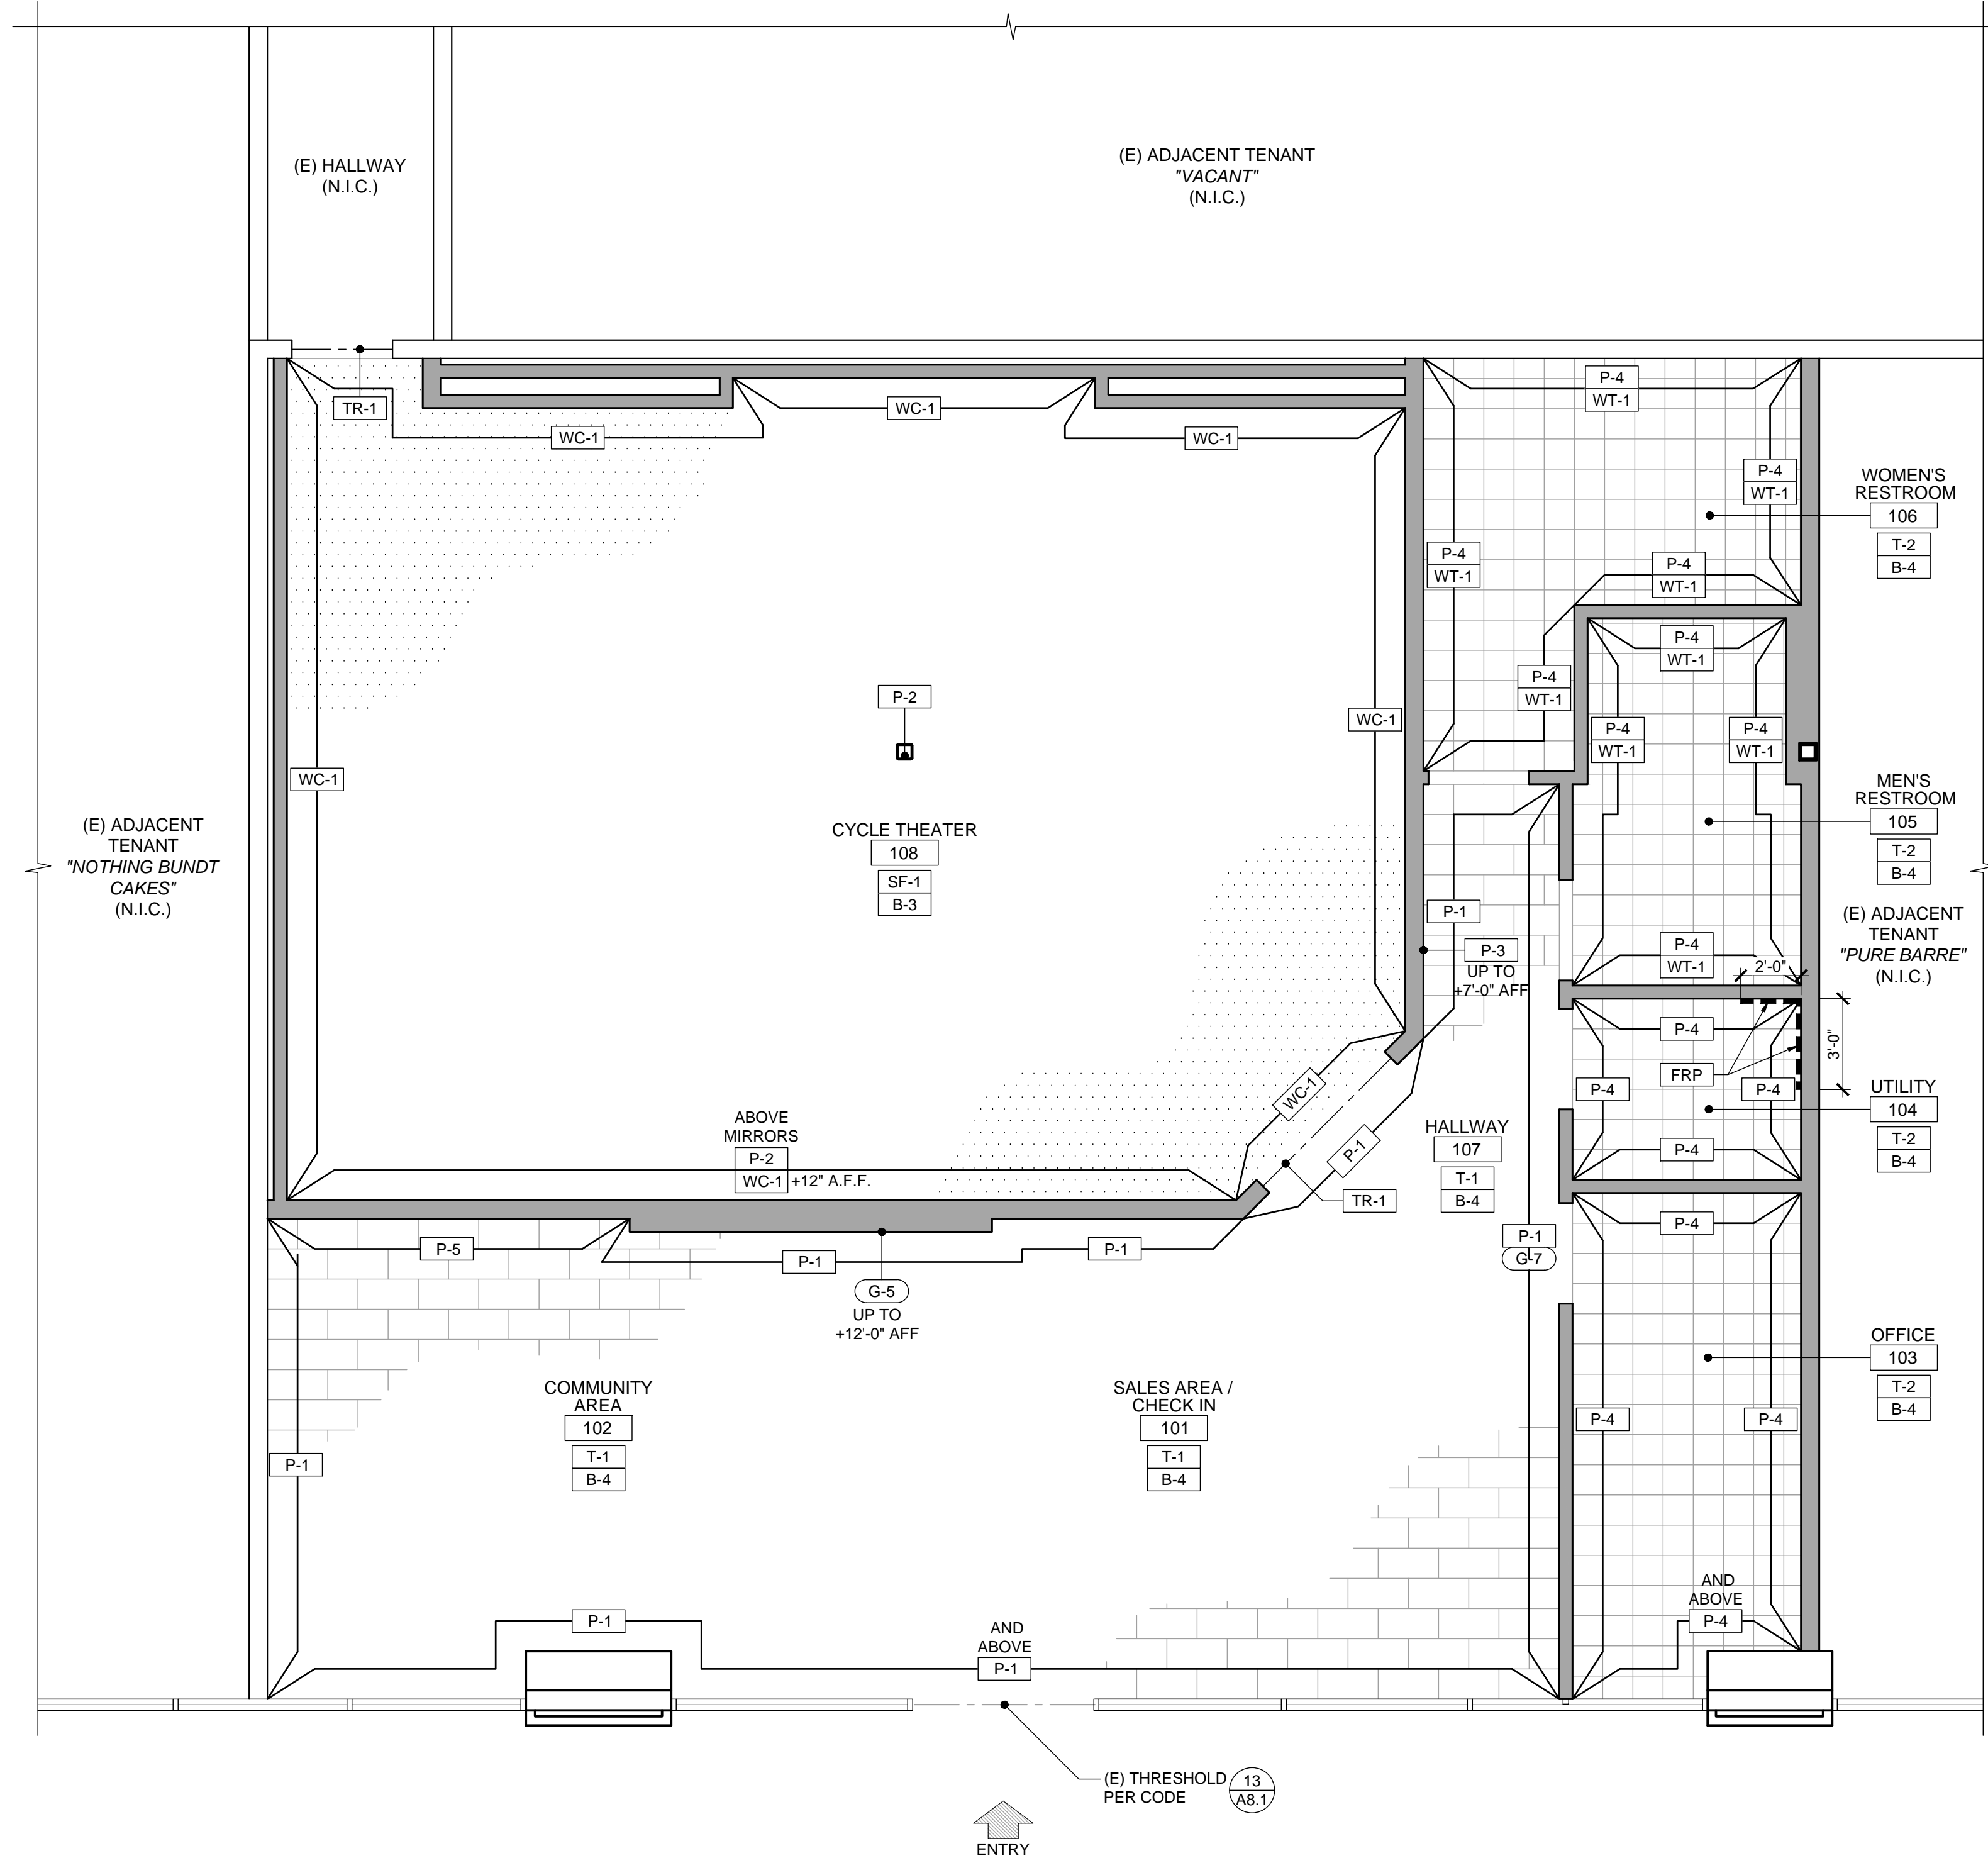 (E) HALLWAY
(N.I.C.)
(E) ADJACENT TENANT
"VACANT"
(N.I.C.)
TR-1
WC-1
WC-1
WC-1
P-4
WT-1
P-4
WT-1
WOMEN'S
RESTROOM
106
T-2
B-4
P-4
WT-1
P-4
WT-1
P-4
WT-1
P-4
WT-1
P-4
WT-1
P-4
WT-1
P-2
WC-1
WC-1
MEN'S
RESTROOM
105
T-2
B-4
(E) ADJACENT
TENANT
"NOTHING BUNDT
CAKES"
(N.I.C.)
CYCLE THEATER
108
SF-1
B-3
P-1
P-3
UP TO
+7'-0" AFF
P-4
WT-1
2'-0"
(E) ADJACENT
TENANT
"PURE BARRE"
(N.I.C.)
P-4
FRP
P-4
P-4
3'-0"
UTILITY
104
T-2
B-4
P-4
WC-1
P-1
ABOVE
MIRRORS
P-2
WC-1
+12" A.F.F.
HALLWAY
107
T-1
B-4
TR-1
P-4
P-5
P-1
P-1
P-1
G-7
G-5
UP TO
+12'-0" AFF
OFFICE
103
T-2
B-4
COMMUNITY
AREA
102
T-1
B-4
SALES AREA /
CHECK IN
101
T-1
B-4
P-4
P-4
P-1
P-1
AND
ABOVE
P-1
AND
ABOVE
P-4
(E) THRESHOLD
PER CODE
13
A8.1
ENTRY